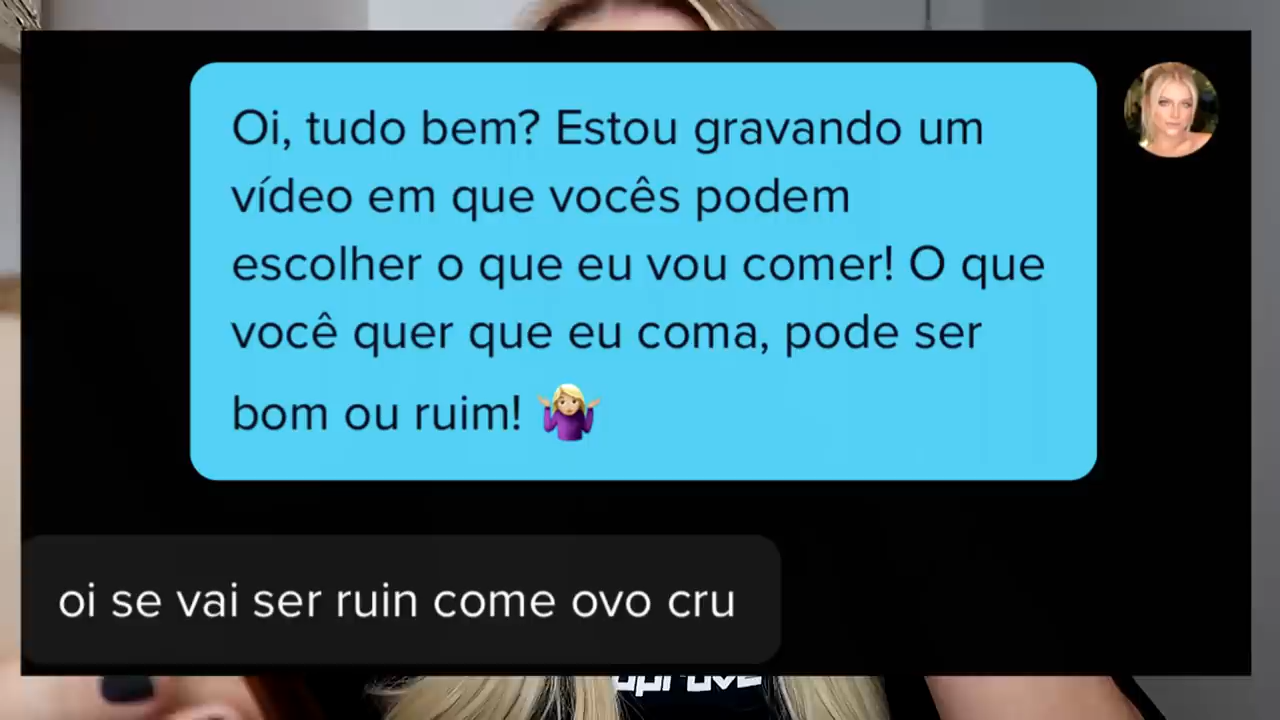 Oi, tudo bem? Estou gravando um
vídeo em que vocês podem
escolher o que eu vou comer! O que
você quer que eu coma, pode ser
bom ou ruim! 🤷🏼‍♀️
oi se vai ser ruin come ovo cru